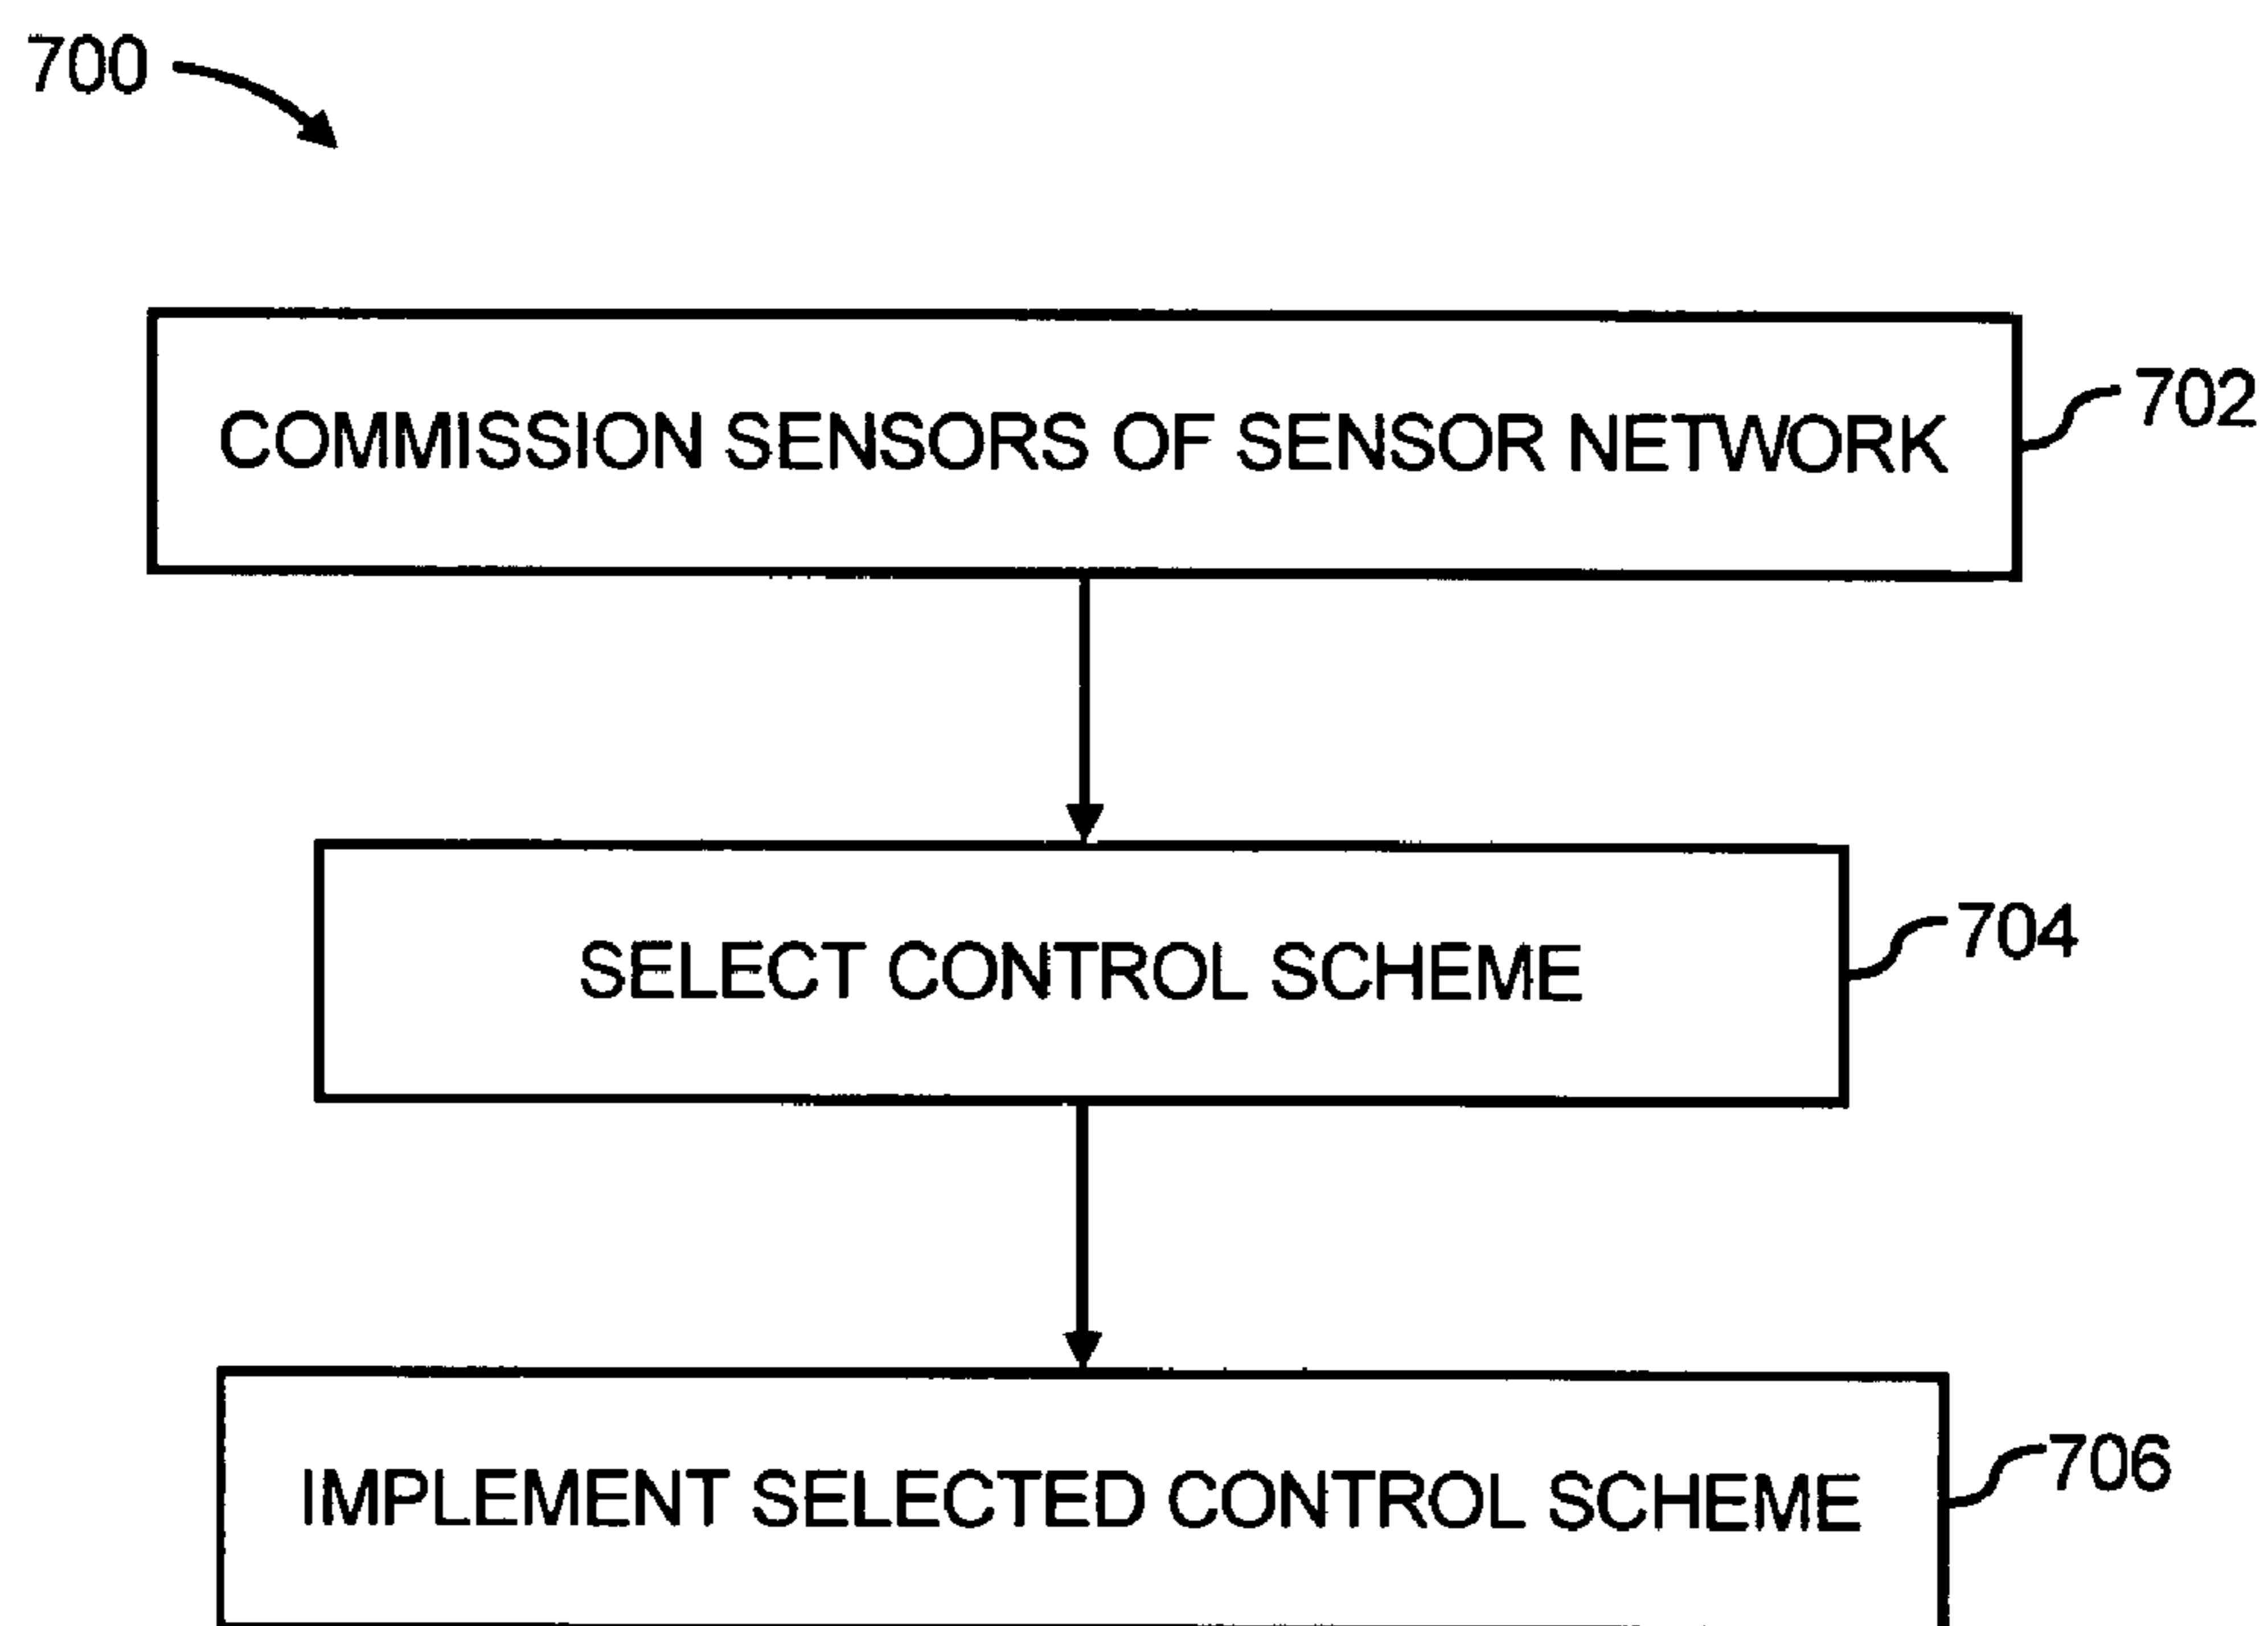 700
COMMISSION SENSORS OF SENSOR NETWORK
702
SELECT CONTROL SCHEME
704
IMPLEMENT SELECTED CONTROL SCHEME
706